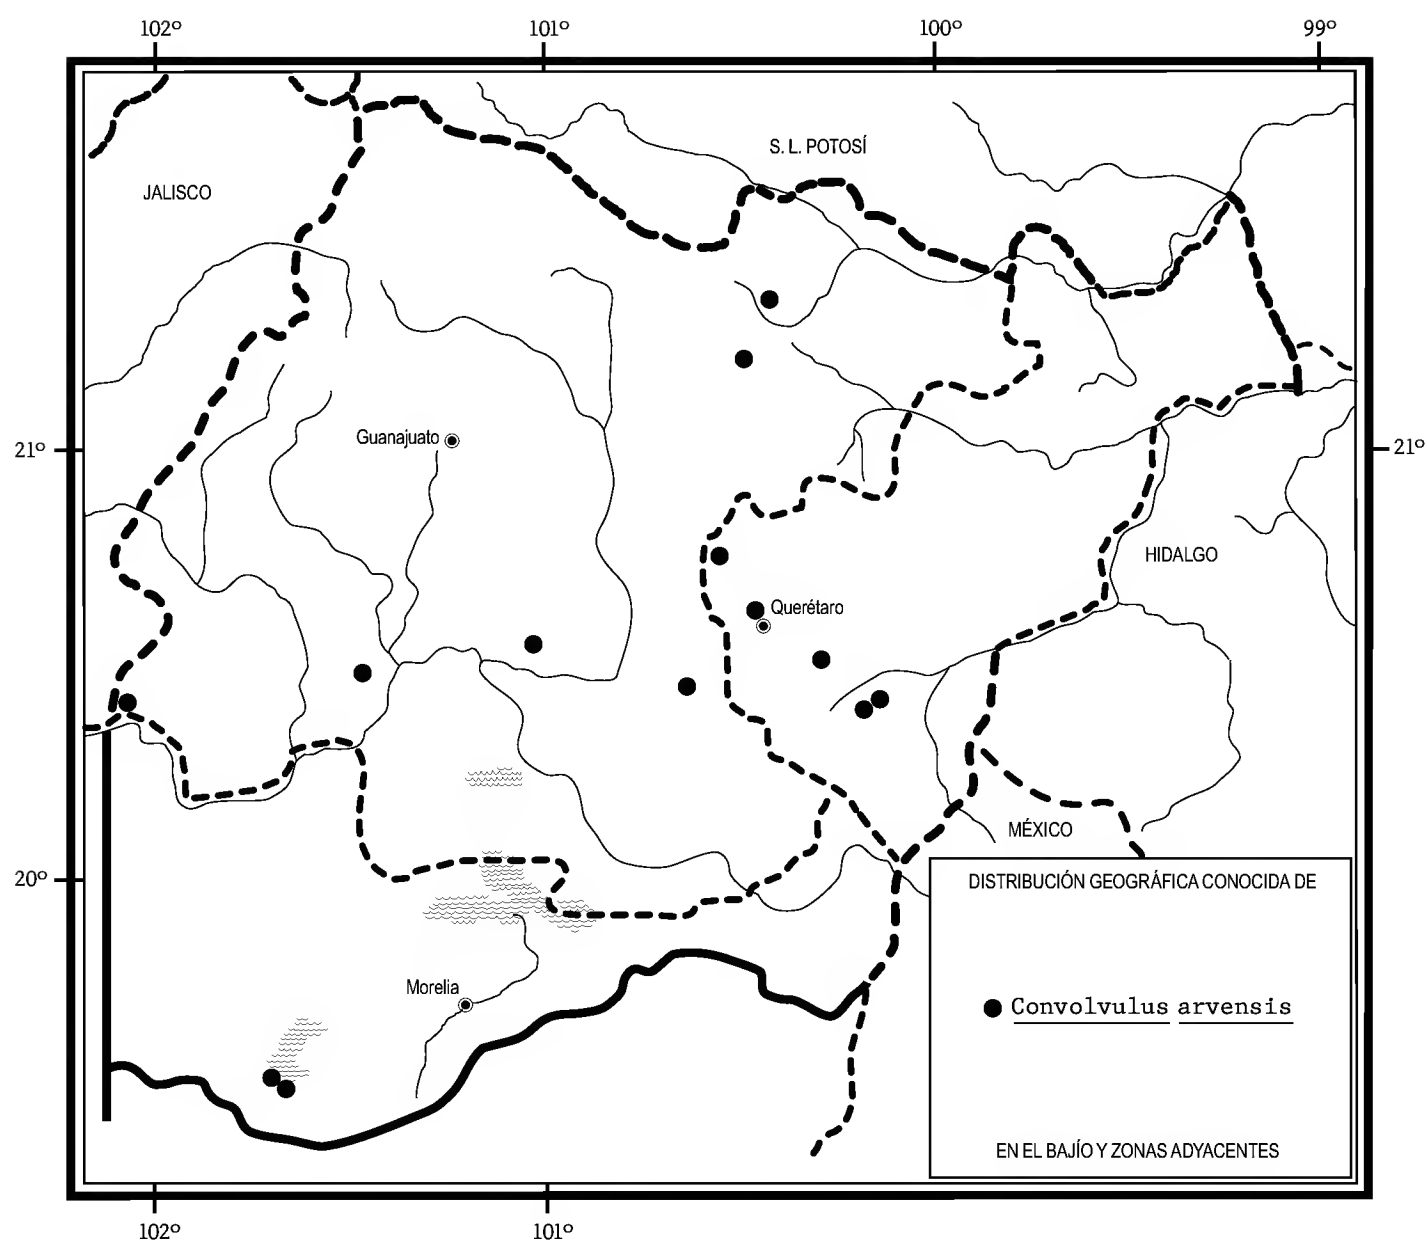 102º 101º 100º 99º
S. L. POTOSÍ
JALISCO
Guanajuato
21º 21º
HIDALGO
Querétaro
MÉXICO
20º
DISTRIBUCIÓN GEOGRÁFICA CONOCIDA DE
Morelia
Convolvulus arvensis
EN EL BAJÍO Y ZONAS ADYACENTES
102º 101º